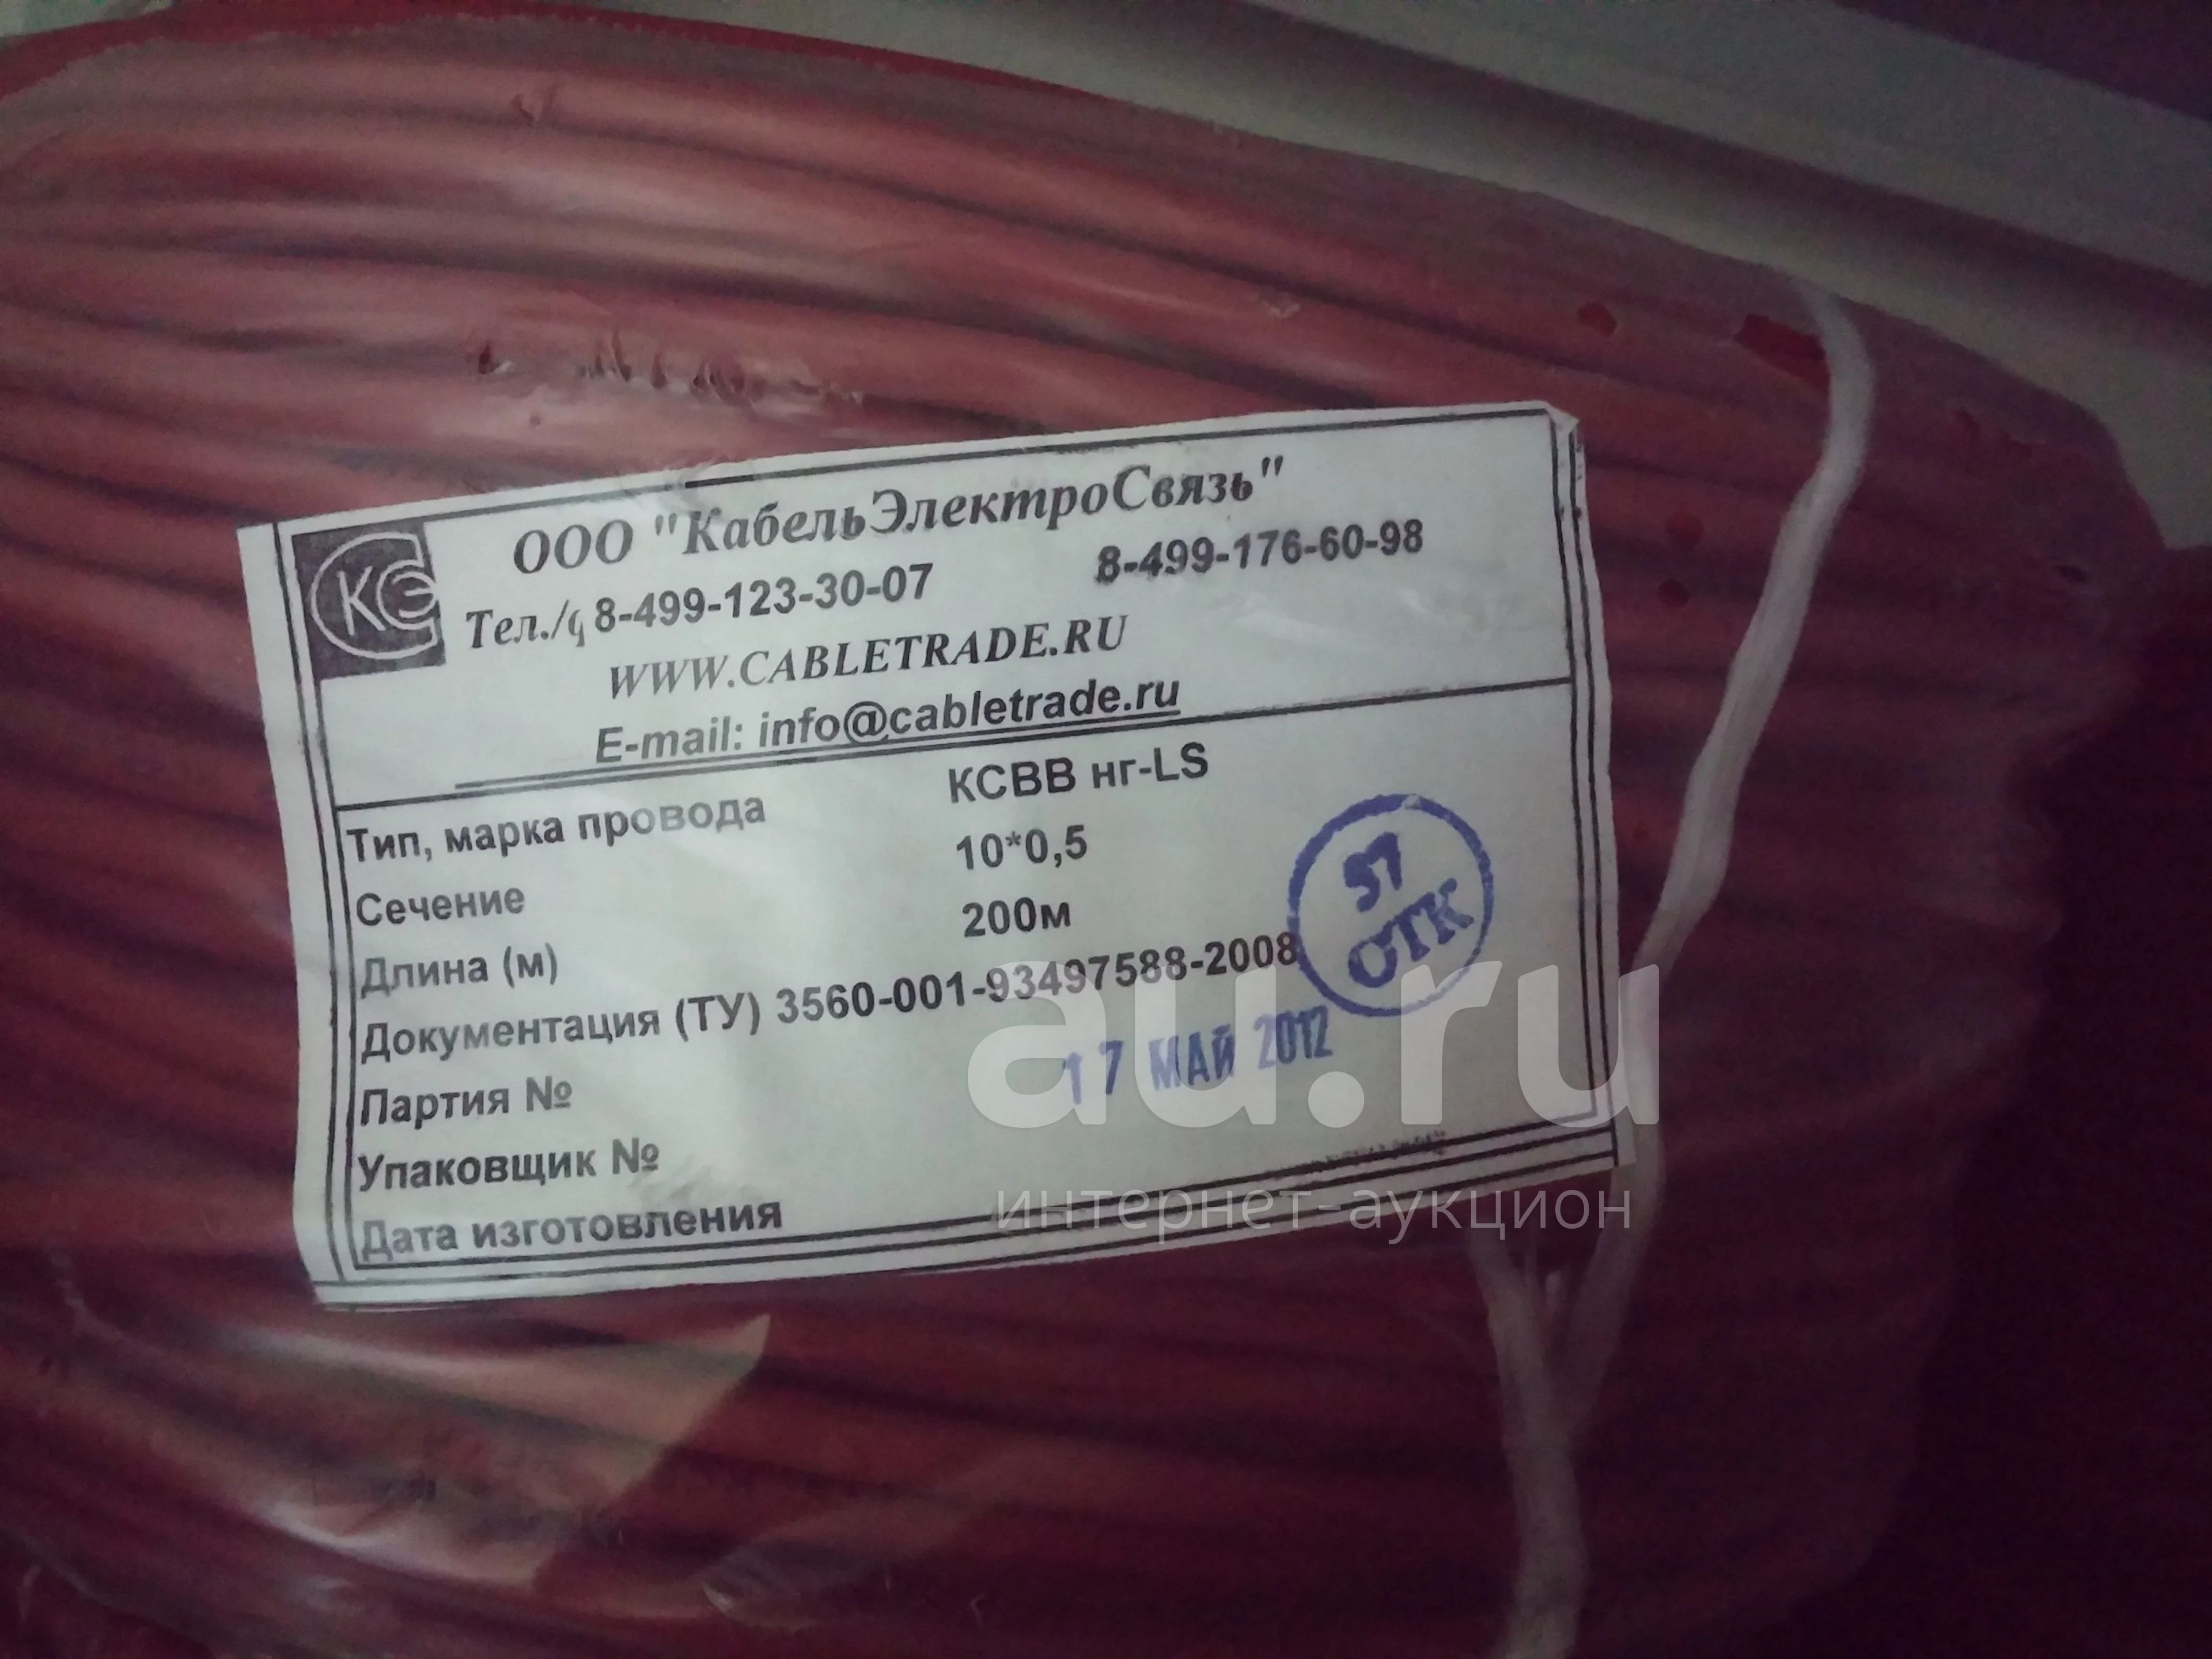 КЭ
ООО "КабельЭлектроСвязь"
Тел./ 8-499-123-30-07 8-499-176-60-98
WWW.CABLETRADE.RU
E-mail: info@cabletrade.ru
Тип, марка провода КСВВ нг-LS
Сечение 10*0,5
Длина (м) 200м
Документация (ТУ) 3560-001-93497588-2008
Партия №
Упаковщик №
Дата изготовления
ОТК
17 МАЙ 2012
au.ru
интернет-аукцион